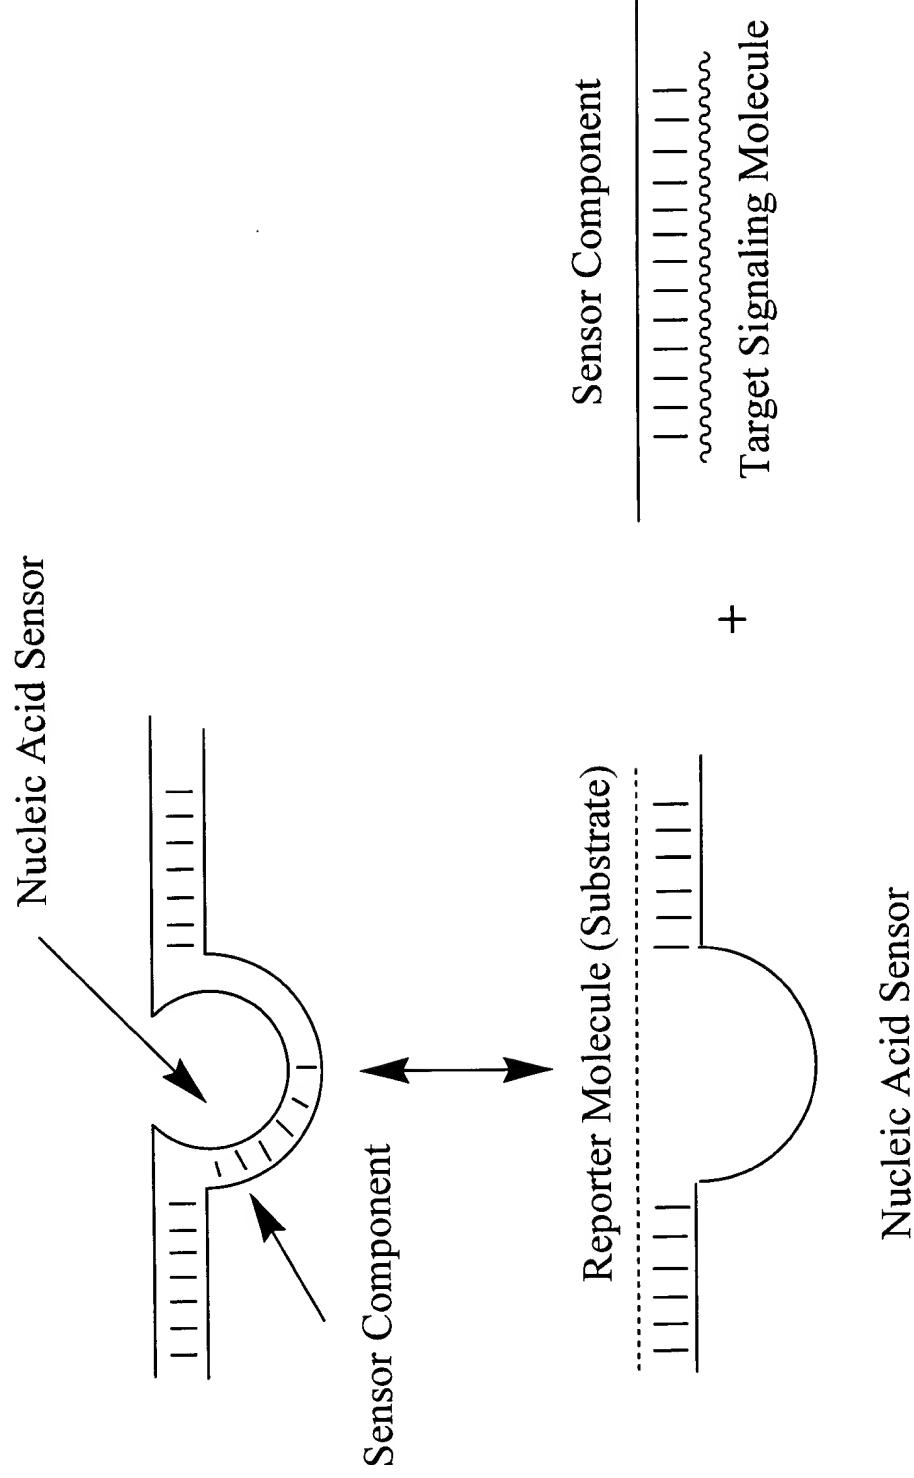 Nucleic Acid Sensor
Sensor Component
Reporter Molecule (Substrate)
Nucleic Acid Sensor
+
Sensor Component
Target Signaling Molecule